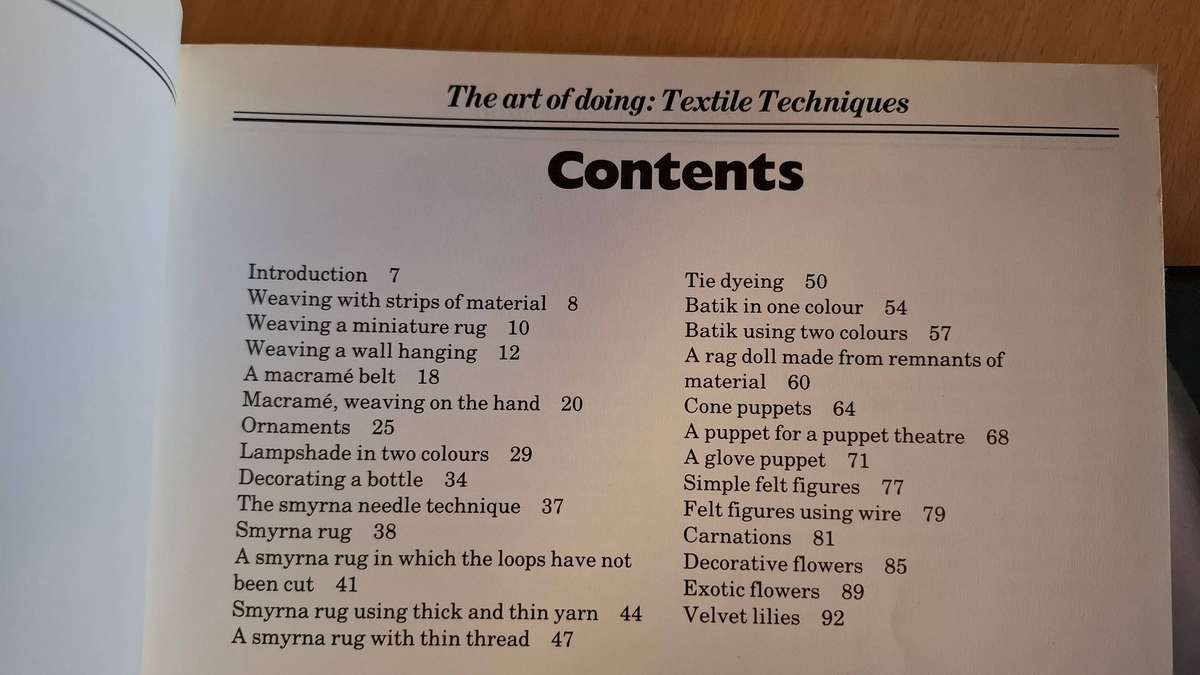 The art of doing: Textile Techniques
Contents
Introduction 7
Weaving with strips of material 8
Weaving a miniature rug 10
Weaving a wall hanging 12
A macramé belt 18
Macramé, weaving on the hand 20
Ornaments 25
Lampshade in two colours 29
Decorating a bottle 34
The smyrna needle technique 37
Smyrna rug 38
A smyrna rug in which the loops have not
been cut 41
Smyrna rug using thick and thin yarn 44
A smyrna rug with thin thread 47
Tie dyeing 50
Batik in one colour 54
Batik using two colours 57
A rag doll made from remnants of
material 60
Cone puppets 64
A puppet for a puppet theatre 68
A glove puppet 71
Simple felt figures 77
Felt figures using wire 79
Carnations 81
Decorative flowers 85
Exotic flowers 89
Velvet lilies 92